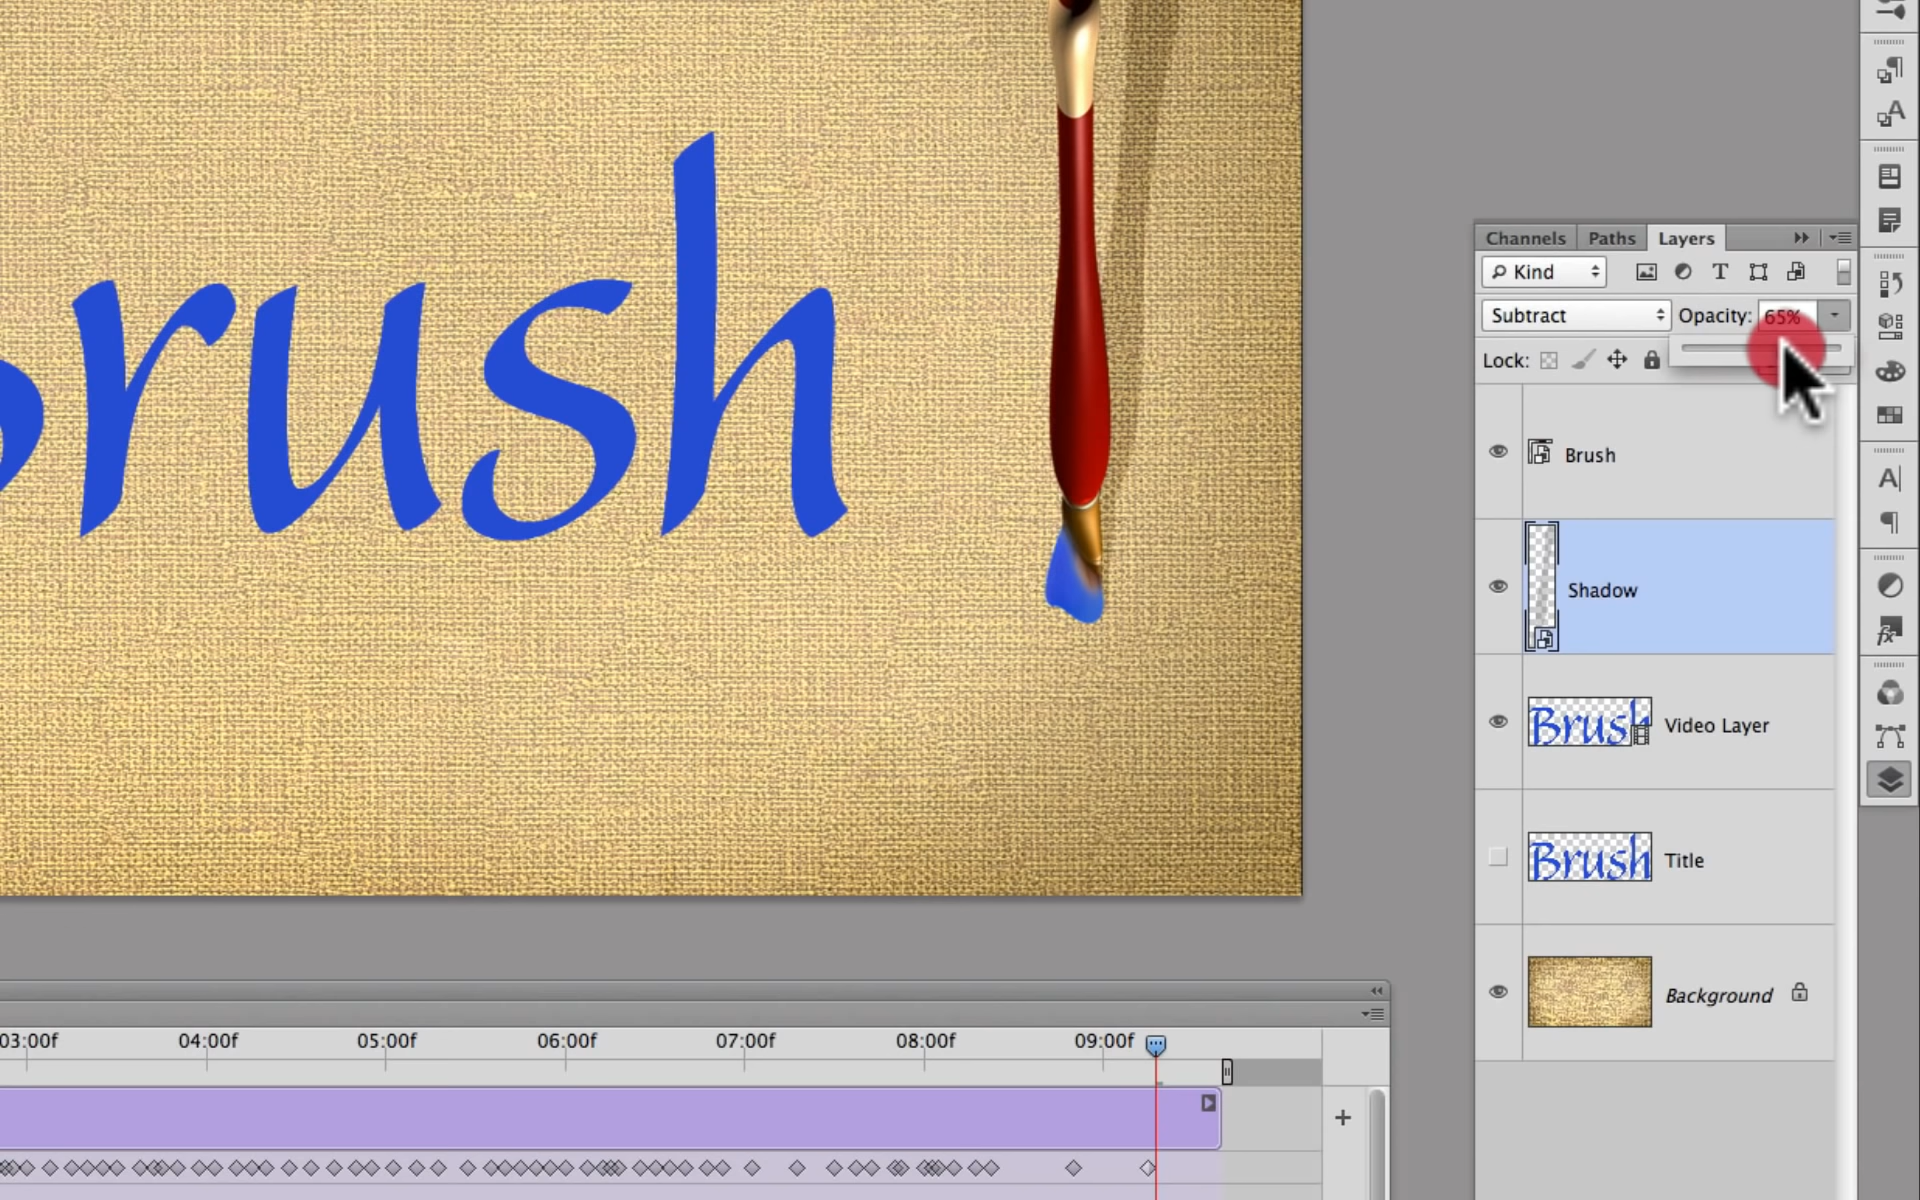 Brush
Channels Paths Layers
Kind
Subtract Opacity: 65%
Lock:
Brush
Shadow
Brush Video Layer
Brush Title
Background
03:00f 04:00f 05:00f 06:00f 07:00f 08:00f 09:00f